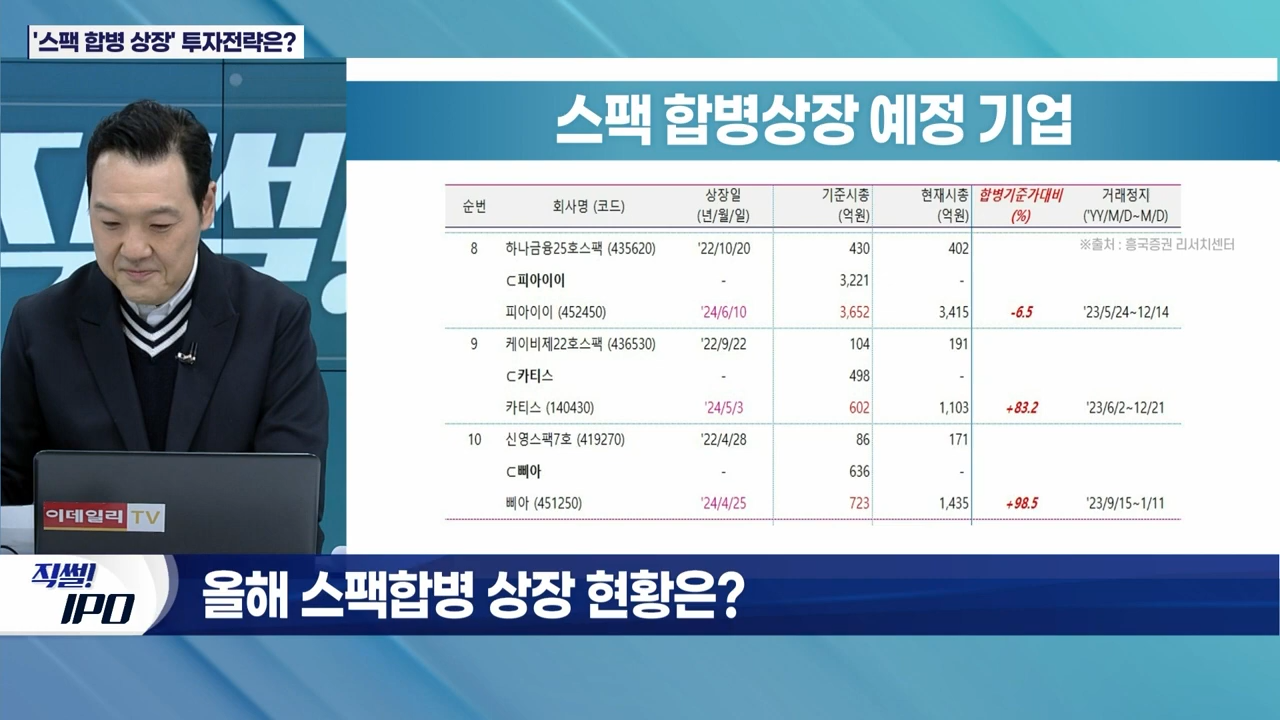 '스팩 합병 상장' 투자전략은?
스팩 합병상장 예정 기업
순번 회사명 (코드) 상장일 (년/월/일) 기준시총 (억원) 현재시총 (억원) 합병기준가대비 (%) 거래정지 ('YY/M/D~M/D)
※출처 : 흥국증권 리서치센터
8 하나금융25호스팩 (435620) '22/10/20 430 402
⊂피아이이 - 3,221 -
피아이이 (452450) '24/6/10 3,652 3,415 -6.5 '23/5/24~12/14
9 케이비제22호스팩 (436530) '22/9/22 104 191
⊂카티스 - 498 -
카티스 (140430) '24/5/3 602 1,103 +83.2 '23/6/2~12/21
10 신영스팩7호 (419270) '22/4/28 86 171
⊂삐아 - 636 -
삐아 (451250) '24/4/25 723 1,435 +98.5 '23/9/15~1/11
직썰!
이데일리TV
직썰!
IPO
올해 스팩합병 상장 현황은?